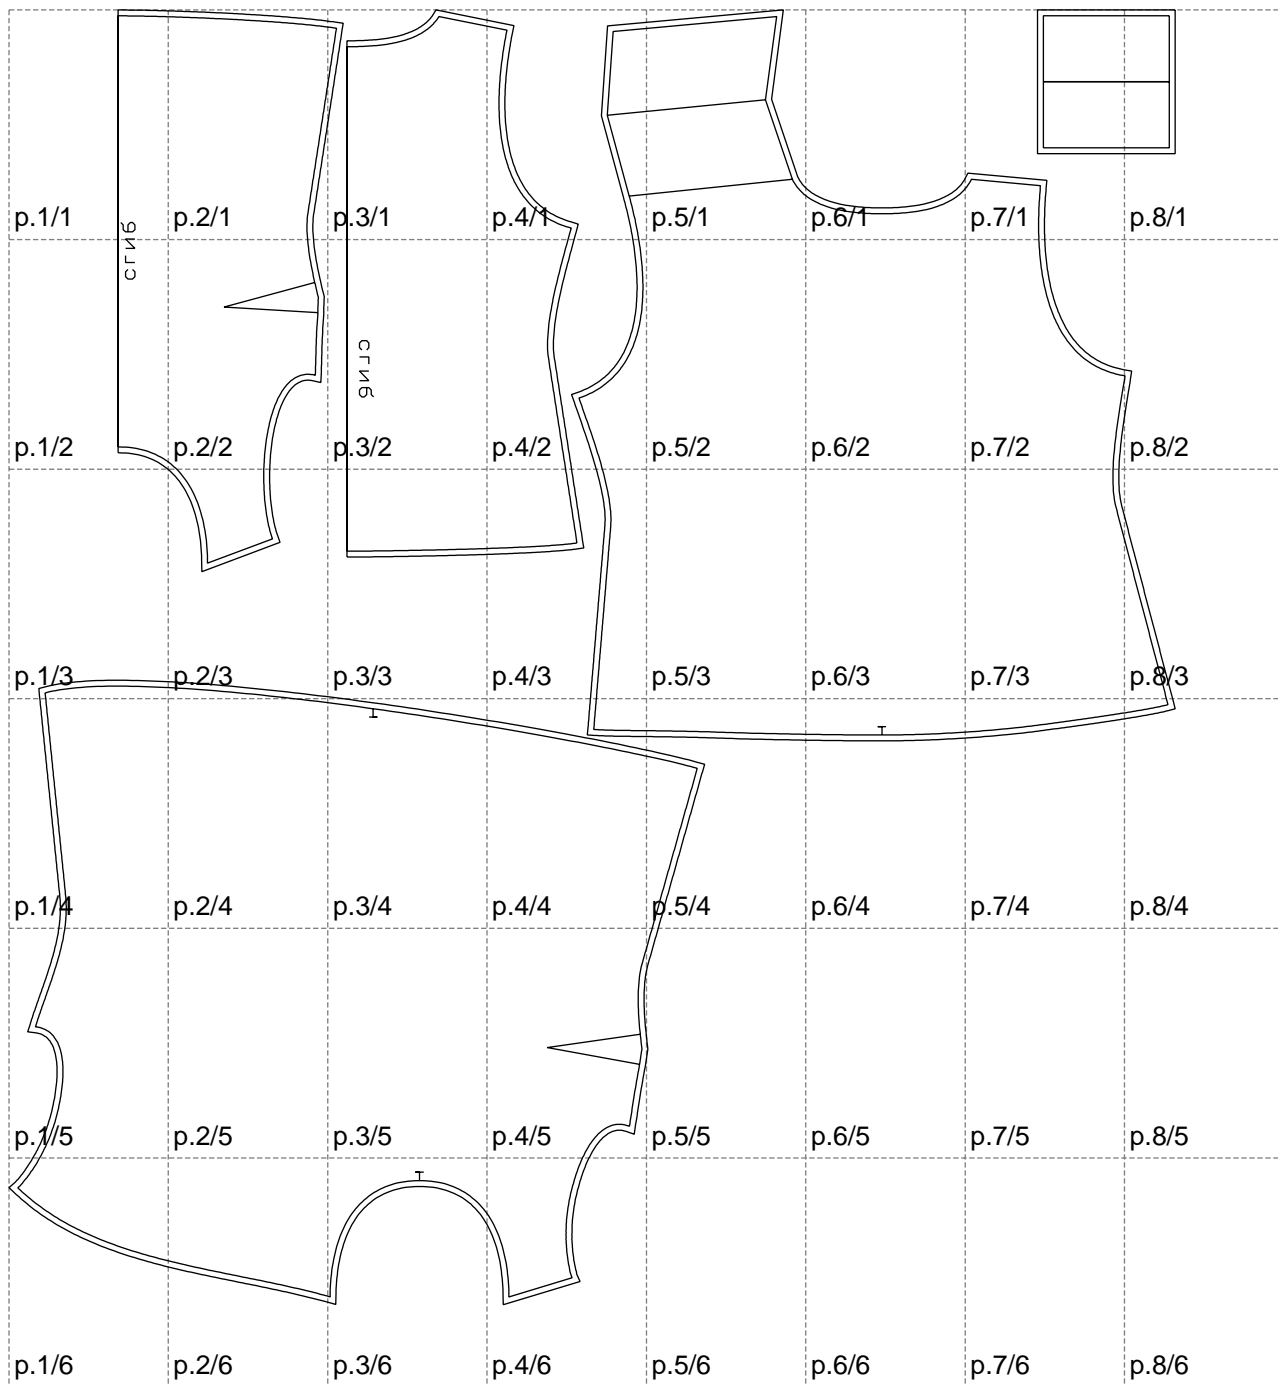 сгиб
p.1/1 p.2/1 p.3/1 p.4/1 p.5/1 p.6/1 p.7/1 p.8/1
сгиб
p.1/2 p.2/2 p.3/2 p.4/2 p.5/2 p.6/2 p.7/2 p.8/2
p.1/3 p.2/3 p.3/3 p.4/3 p.5/3 p.6/3 p.7/3 p.8/3
p.1/4 p.2/4 p.3/4 p.4/4 p.5/4 p.6/4 p.7/4 p.8/4
p.1/5 p.2/5 p.3/5 p.4/5 p.5/5 p.6/5 p.7/5 p.8/5
p.1/6 p.2/6 p.3/6 p.4/6 p.5/6 p.6/6 p.7/6 p.8/6